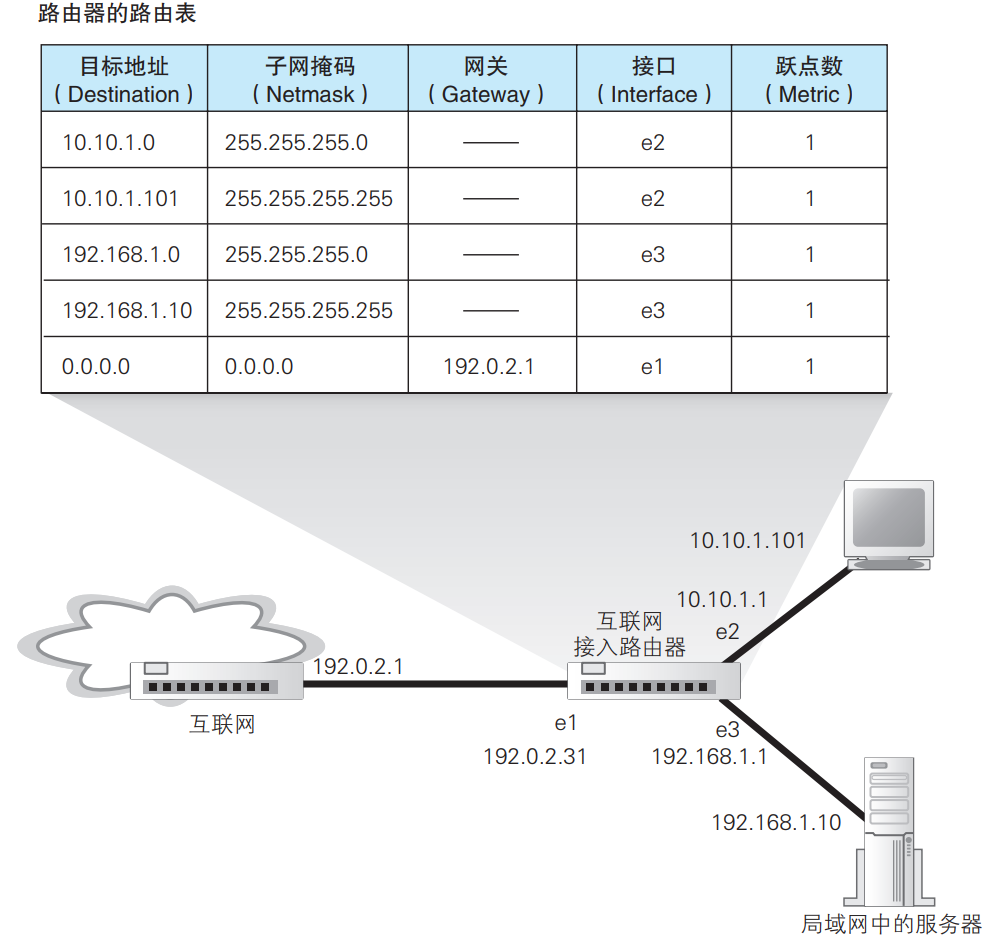 路由器的路由表
目标地址 子网掩码 网关 接口 跃点数
（Destination） （Netmask） （Gateway） （Interface） （Metric）
10.10.1.0 255.255.255.0 —— e2 1
10.10.1.101 255.255.255.255 —— e2 1
192.168.1.0 255.255.255.0 —— e3 1
192.168.1.10 255.255.255.255 —— e3 1
0.0.0.0 0.0.0.0 192.0.2.1 e1 1
10.10.1.101
10.10.1.1
互联网
接入路由器
e2
192.0.2.1
互联网
e1
192.0.2.31
e3
192.168.1.1
192.168.1.10
局域网中的服务器